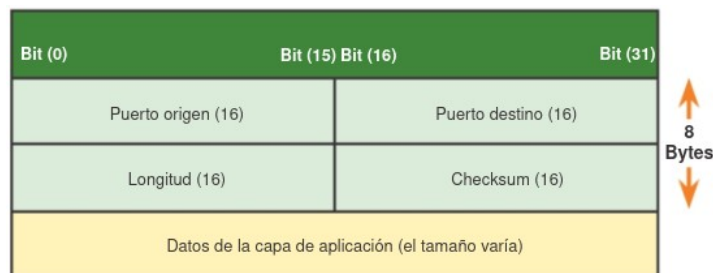 Bit (0) Bit (15) Bit (16) Bit (31)
Puerto origen (16) Puerto destino (16)
8
Bytes
Longitud (16) Checksum (16)
Datos de la capa de aplicación (el tamaño varía)